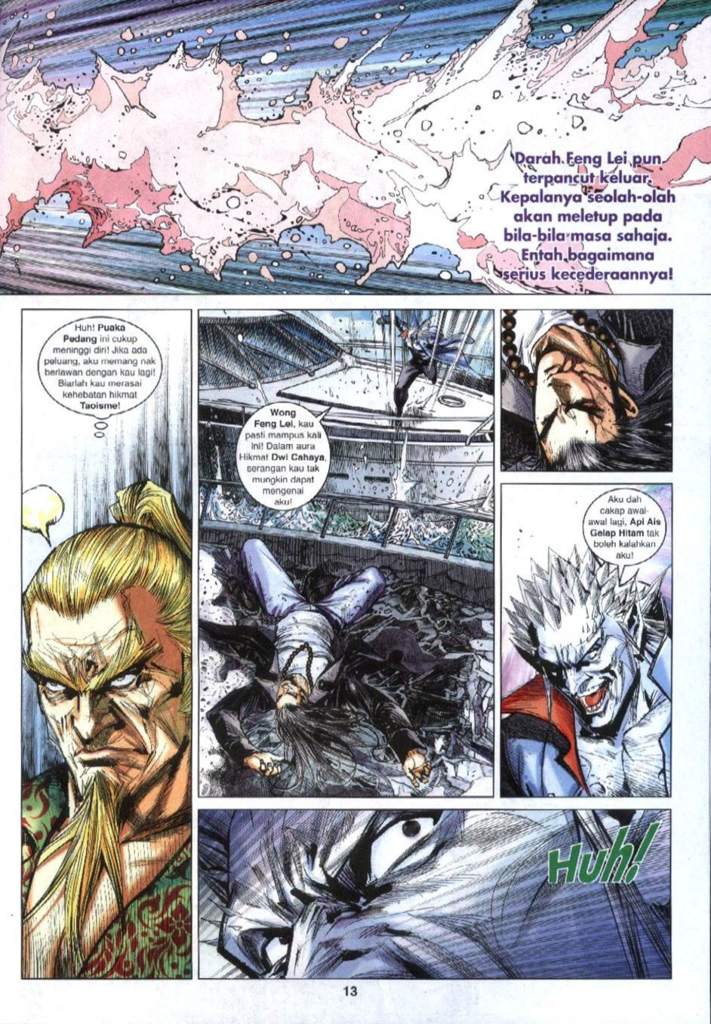 Darah Feng Lei pun
terpancut keluar.
Kepalanya seolah-olah
akan meletup pada
bila-bila masa sahaja.
Entah bagaimana
serius kecederaannya!
Huh! Puaka
Pedang ini cukup
meninggi diri! Jika ada
peluang, aku memang nak
berlawan dengan kau lagi!
Biarlah kau merasai
kehebatan hikmat
Taoisme!
Wong
Feng Lei, kau
pasti mampus kali
ini! Dalam aura
Hikmat Dwi Cahaya,
serangan kau tak
mungkin dapat
mengenai
aku!
Aku dah
cakap awal-
awal lagi, Api Ais
Gelap Hitam tak
boleh kalahkan
aku!
Huh!
13